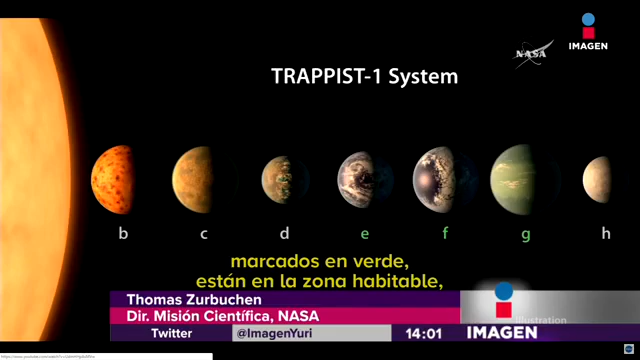 NASA
IMAGEN
TRAPPIST-1 System
b c d e f g h
marcados en verde,
están en la zona habitable,
Thomas Zurbuchen
Dir. Misión Científica, NASA
Illustration
Twitter @ImagenYuri 14:01 IMAGEN